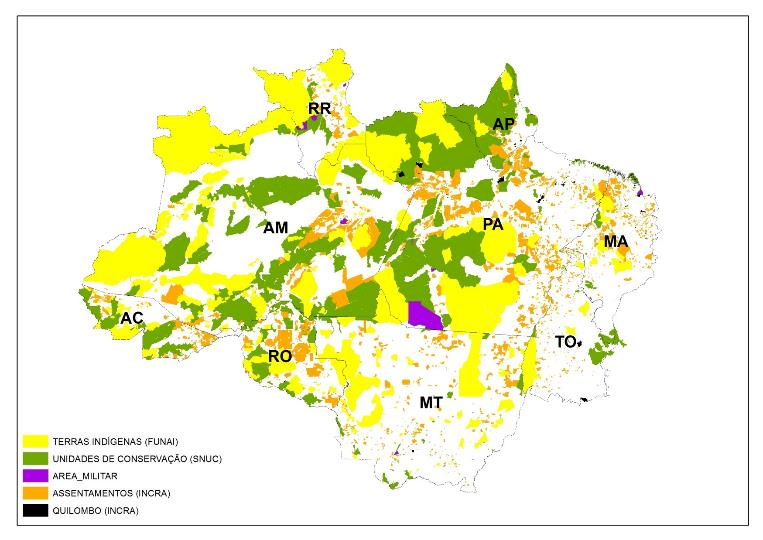 RR
AP
AM
PA
MA
AC
RO
TO
MT
TERRAS INDÍGENAS (FUNAI)
UNIDADES DE CONSERVAÇÃO (SNUC)
AREA_MILITAR
ASSENTAMENTOS (INCRA)
QUILOMBO (INCRA)